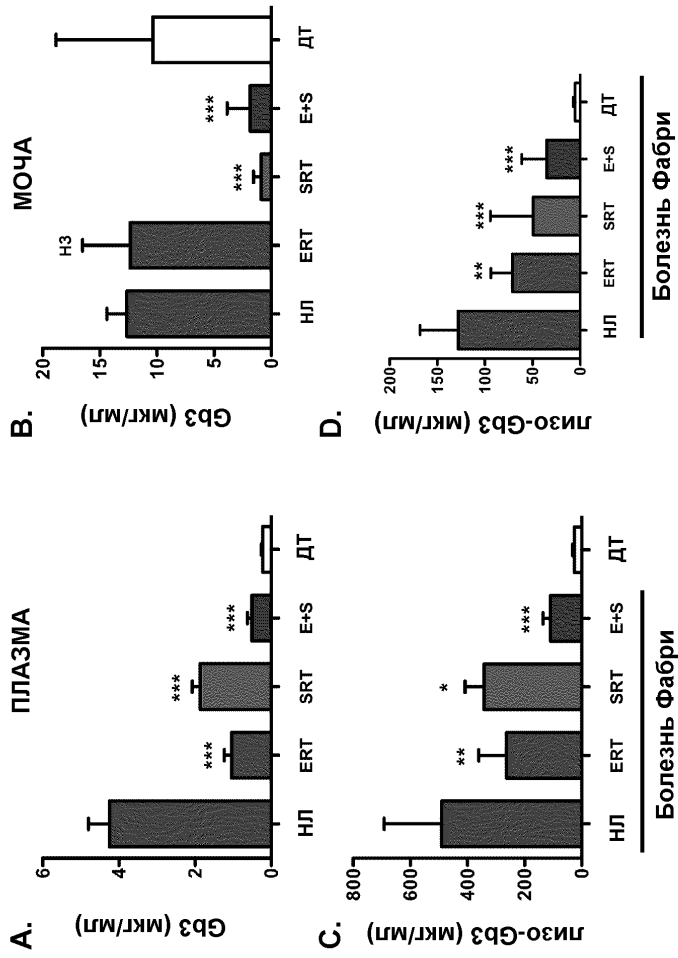 ПЛАЗМА
МОЧА
A.
Gb3 (мкг/мл)
6
4
2
0
***
***
***
НЛ
ERT
SRT
E+S
ДТ
B.
Gb3 (мкг/мл)
20
15
10
5
0
НЗ
***
***
НЛ
ERT
SRT
E+S
ДТ
C.
лизо-Gb3 (мкг/мл)
800
600
400
200
0
**
*
***
НЛ
ERT
SRT
E+S
ДТ
Болезнь Фабри
D.
лизо-Gb3 (мкг/мл)
200
150
100
50
0
**
***
***
НЛ
ERT
SRT
E+S
ДТ
Болезнь Фабри